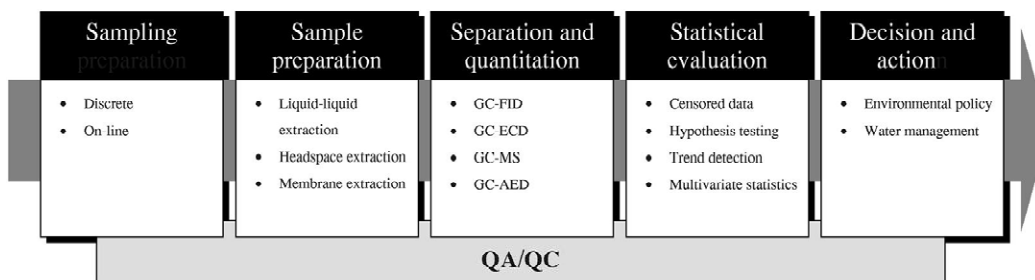 Sampling
preparation
Discrete
On line
Sample
preparation
Liquid-liquid
extraction
Headspace extraction
Membrane extraction
Separation and
quantitation
GC-FID
GC ECD
GC-MS
GC-AED
Statistical
evaluation
Censored data
Hypothesis testing
Trend detection
Multivariate statistics
Decision and
action
Environmental policy
Water management
QA/QC